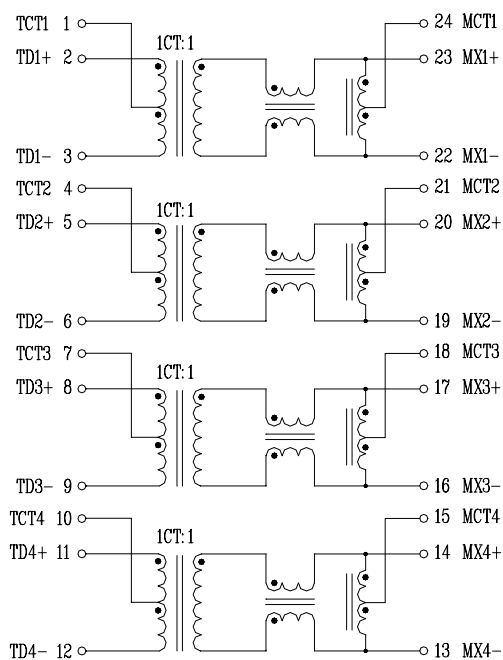 TCT1 1 24 MCT1
1CT:1
TD1+ 2 23 MX1+
TD1- 3 22 MX1-
TCT2 4 21 MCT2
1CT:1
TD2+ 5 20 MX2+
TD2- 6 19 MX2-
TCT3 7 18 MCT3
1CT:1
TD3+ 8 17 MX3+
TD3- 9 16 MX3-
TCT4 10 15 MCT4
1CT:1
TD4+ 11 14 MX4+
TD4- 12 13 MX4-